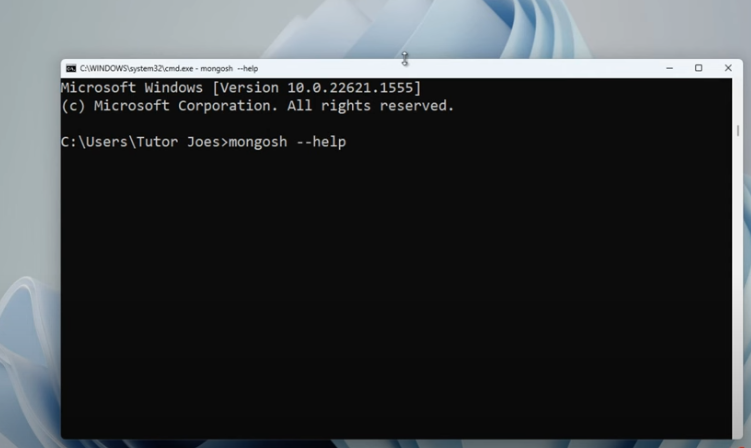 C:\WINDOWS\system32\cmd.exe - mongosh --help
Microsoft Windows [Version 10.0.22621.1555]
(c) Microsoft Corporation. All rights reserved.
C:\Users\Tutor Joes>mongosh --help